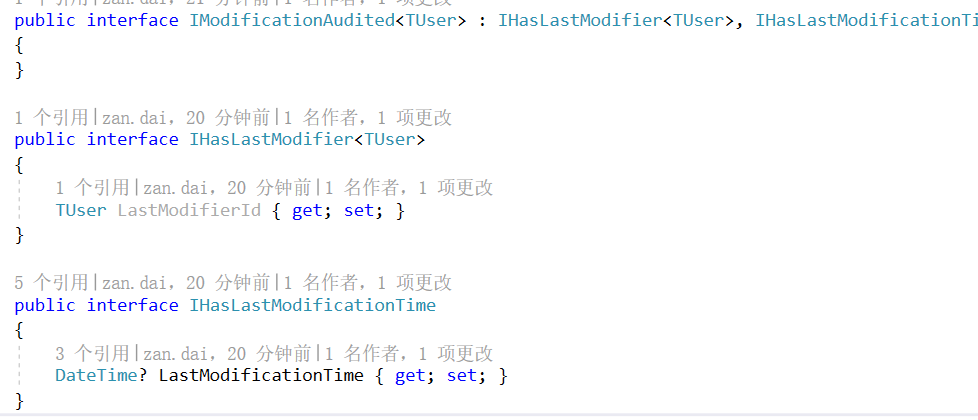 1 个引用|zan.dai，21 分钟前|1 名作者，1 项更改
public interface IModificationAudited<TUser> : IHasLastModifier<TUser>, IHasLastModificationTi
{
}
1 个引用|zan.dai，20 分钟前|1 名作者，1 项更改
public interface IHasLastModifier<TUser>
{
1 个引用|zan.dai，20 分钟前|1 名作者，1 项更改
TUser LastModifierId { get; set; }
}
5 个引用|zan.dai，20 分钟前|1 名作者，1 项更改
public interface IHasLastModificationTime
{
3 个引用|zan.dai，20 分钟前|1 名作者，1 项更改
DateTime? LastModificationTime { get; set; }
}